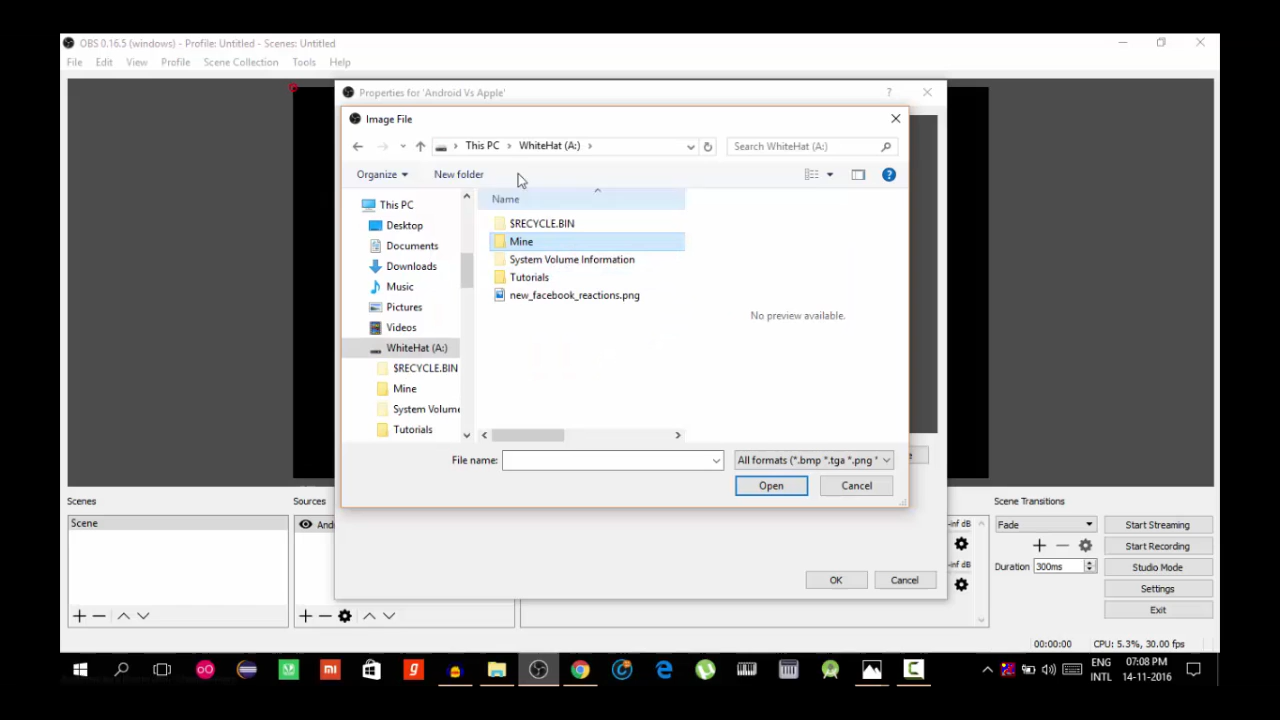 OBS 0.16.5 (windows) - Profile: Untitled - Scenes: Untitled
File Edit View Profile Scene Collection Tools Help
Properties for 'Android Vs Apple'
Image File
This PC > WhiteHat (A:) >
Search WhiteHat (A:)
Organize
New folder
This PC
Desktop
Documents
Downloads
Music
Pictures
Videos
WhiteHat (A:)
$RECYCLE.BIN
Mine
System Volume
Tutorials
Name
$RECYCLE.BIN
Mine
System Volume Information
Tutorials
new_facebook_reactions.png
No preview available.
File name:
All formats (*.bmp *.tga *.png *
Open
Cancel
OK
Cancel
Scenes
Scene
Sources
And
-inf dB
-inf dB
Scene Transitions
Fade
Duration 300ms
Start Streaming
Start Recording
Studio Mode
Settings
Exit
00:00:00
CPU: 5.3%, 30.00 fps
ENG
INTL
07:08 PM
14-11-2016